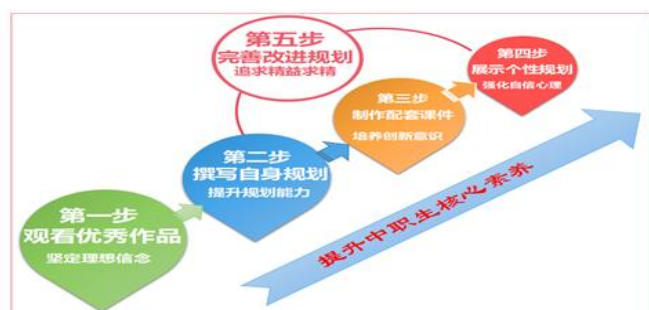 第五步
完善改进规划
追求精益求精
第四步
展示个性规划
强化自信心理
第三步
制作配套课件
培养创新意识
第二步
撰写自身规划
提升规划能力
第一步
观看优秀作品
坚定理想信念
提升中职生核心素养